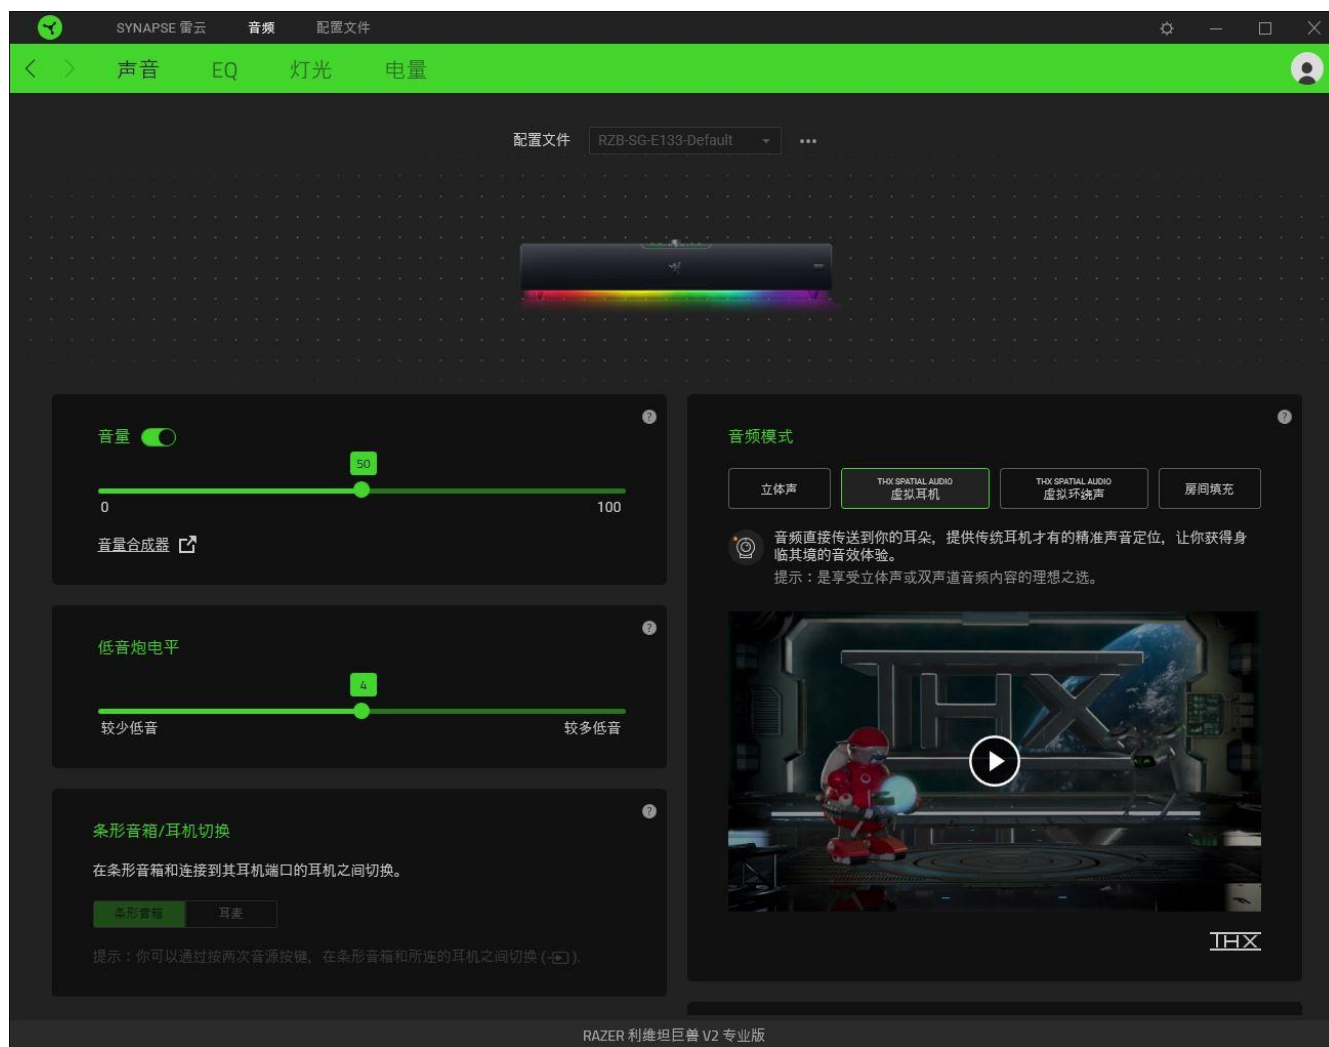 SYNAPSE 雷云 音频 配置文件
声音 EQ 灯光 电量
配置文件 RZB-SG-E133-Default
音量
50
0 100
音量合成器
低音炮电平
4
较少低音 较多低音
条形音箱/耳机切换
在条形音箱和连接到其耳机端口的耳机之间切换。
条形音箱 耳麦
提示：你可以通过按两次音源按键，在条形音箱和所连的耳机之间切换 ( ).
音频模式
立体声 THX SPATIAL AUDIO 虚拟耳机 THX SPATIAL AUDIO 虚拟环绕声 房间填充
音频直接传送到你的耳朵，提供传统耳机才有的精准声音定位，让你获得身
临其境的音效体验。
提示：是享受立体声或双声道音频内容的理想之选。
THX
THX
RAZER 利维坦巨兽 V2 专业版